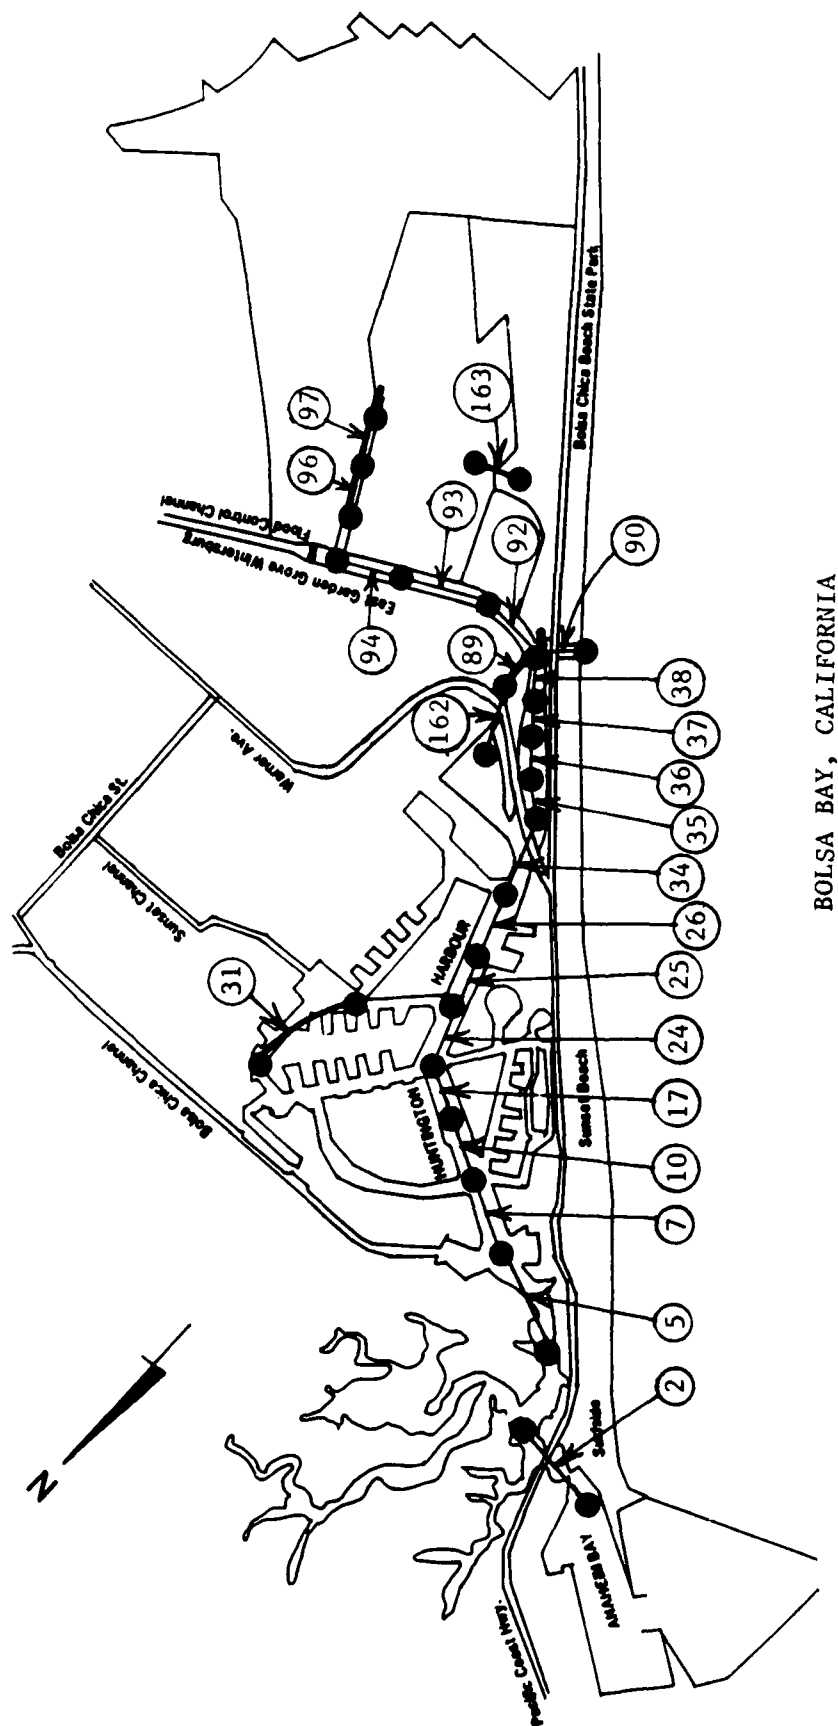 N
Pacific Coast Hwy.
ANAHEIM BAY
Surfside
Sunset Beach
Bolsa Chica Beach State Park
Bolsa Chica Channel
Sunset Channel
Bolsa Chica St.
Warner Ave.
East Garden Grove Wintersburg
Flood Control Channel
HUNTINGTON
HARBOUR
2
5
7
10
17
24
25
26
31
34
35
36
37
38
162
89
90
92
93
94
96
97
163
BOLSA BAY, CALIFORNIA